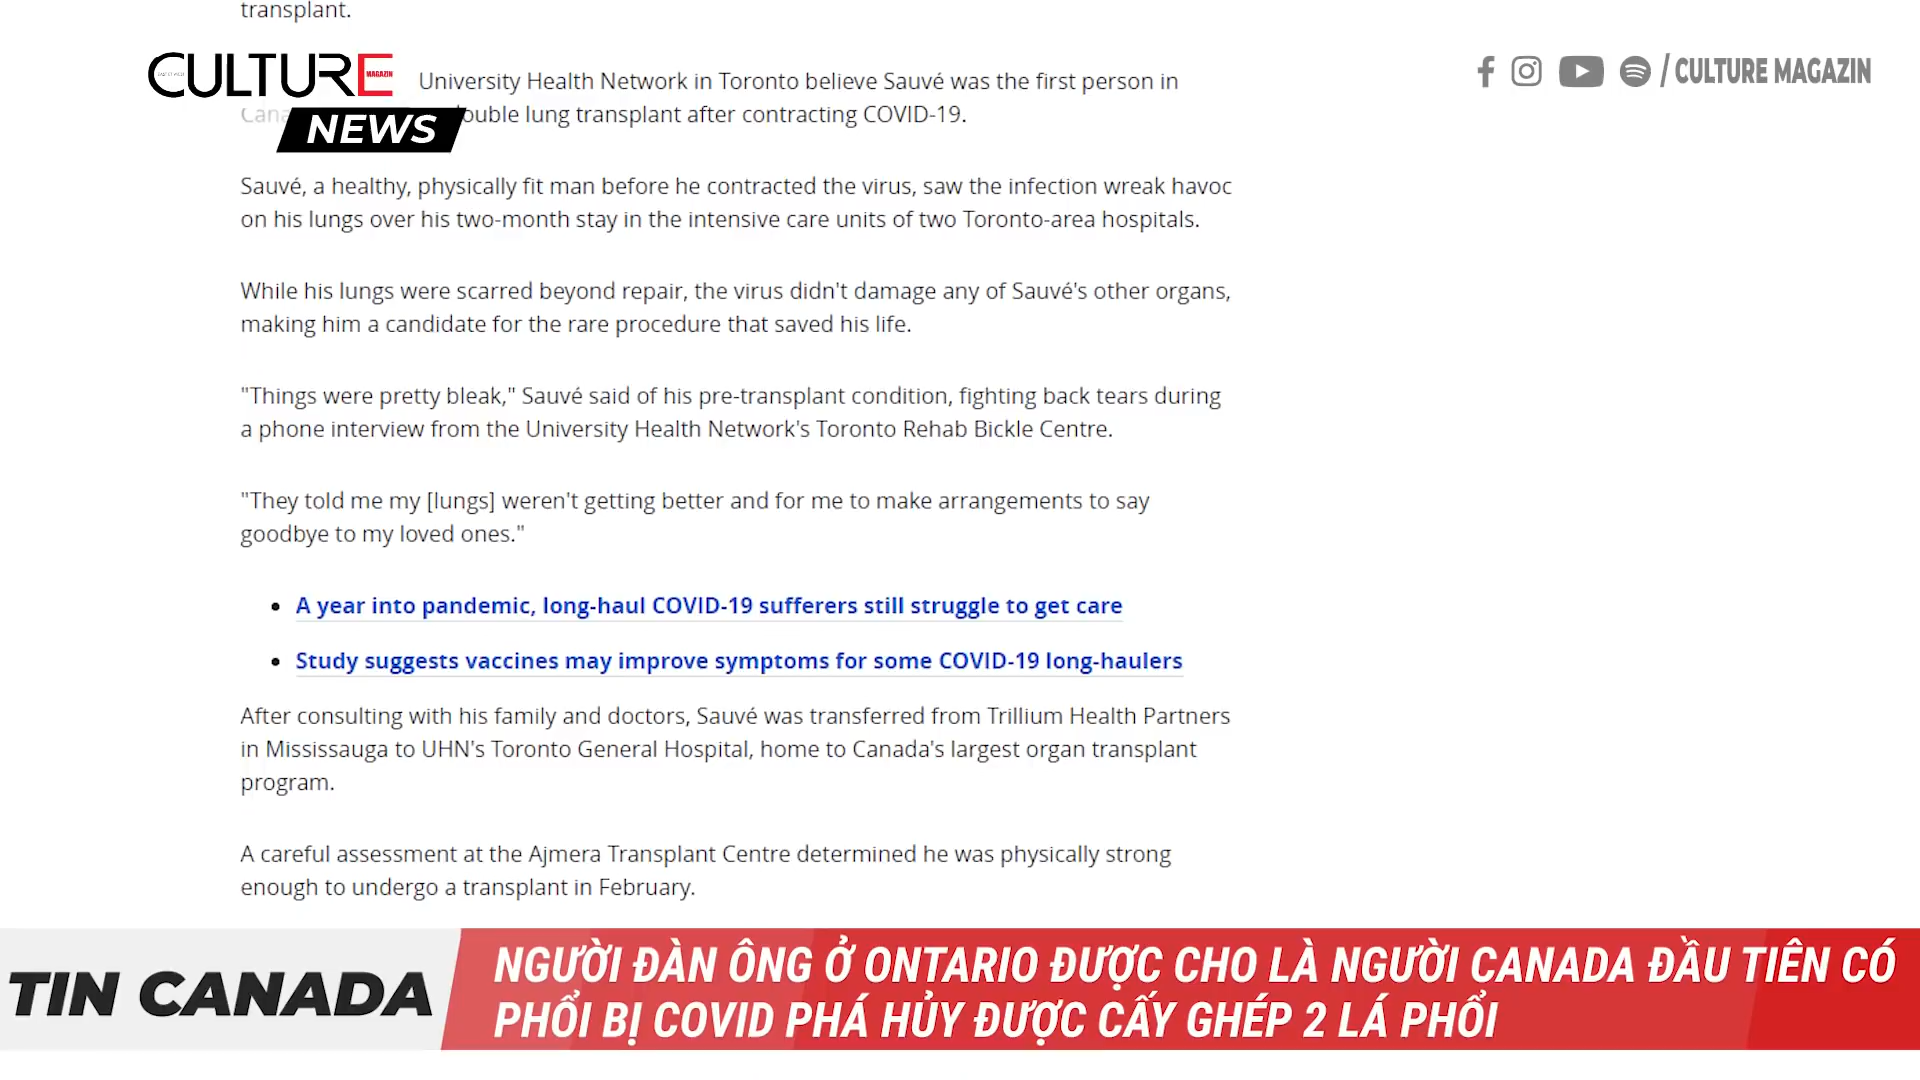 transplant.
CULTURE
MAGAZIN
NEWS
/ CULTURE MAGAZIN
University Health Network in Toronto believe Sauvé was the first person in
ouble lung transplant after contracting COVID-19.
Sauvé, a healthy, physically fit man before he contracted the virus, saw the infection wreak havoc
on his lungs over his two-month stay in the intensive care units of two Toronto-area hospitals.
While his lungs were scarred beyond repair, the virus didn't damage any of Sauvé's other organs,
making him a candidate for the rare procedure that saved his life.
"Things were pretty bleak," Sauvé said of his pre-transplant condition, fighting back tears during
a phone interview from the University Health Network's Toronto Rehab Bickle Centre.
"They told me my [lungs] weren't getting better and for me to make arrangements to say
goodbye to my loved ones."
• A year into pandemic, long-haul COVID-19 sufferers still struggle to get care
• Study suggests vaccines may improve symptoms for some COVID-19 long-haulers
After consulting with his family and doctors, Sauvé was transferred from Trillium Health Partners
in Mississauga to UHN's Toronto General Hospital, home to Canada's largest organ transplant
program.
A careful assessment at the Ajmera Transplant Centre determined he was physically strong
enough to undergo a transplant in February.
TIN CANADA
NGƯỜI ĐÀN ÔNG Ở ONTARIO ĐƯỢC CHO LÀ NGƯỜI CANADA ĐẦU TIÊN CÓ
PHỔI BỊ COVID PHÁ HỦY ĐƯỢC CẤY GHÉP 2 LÁ PHỔI